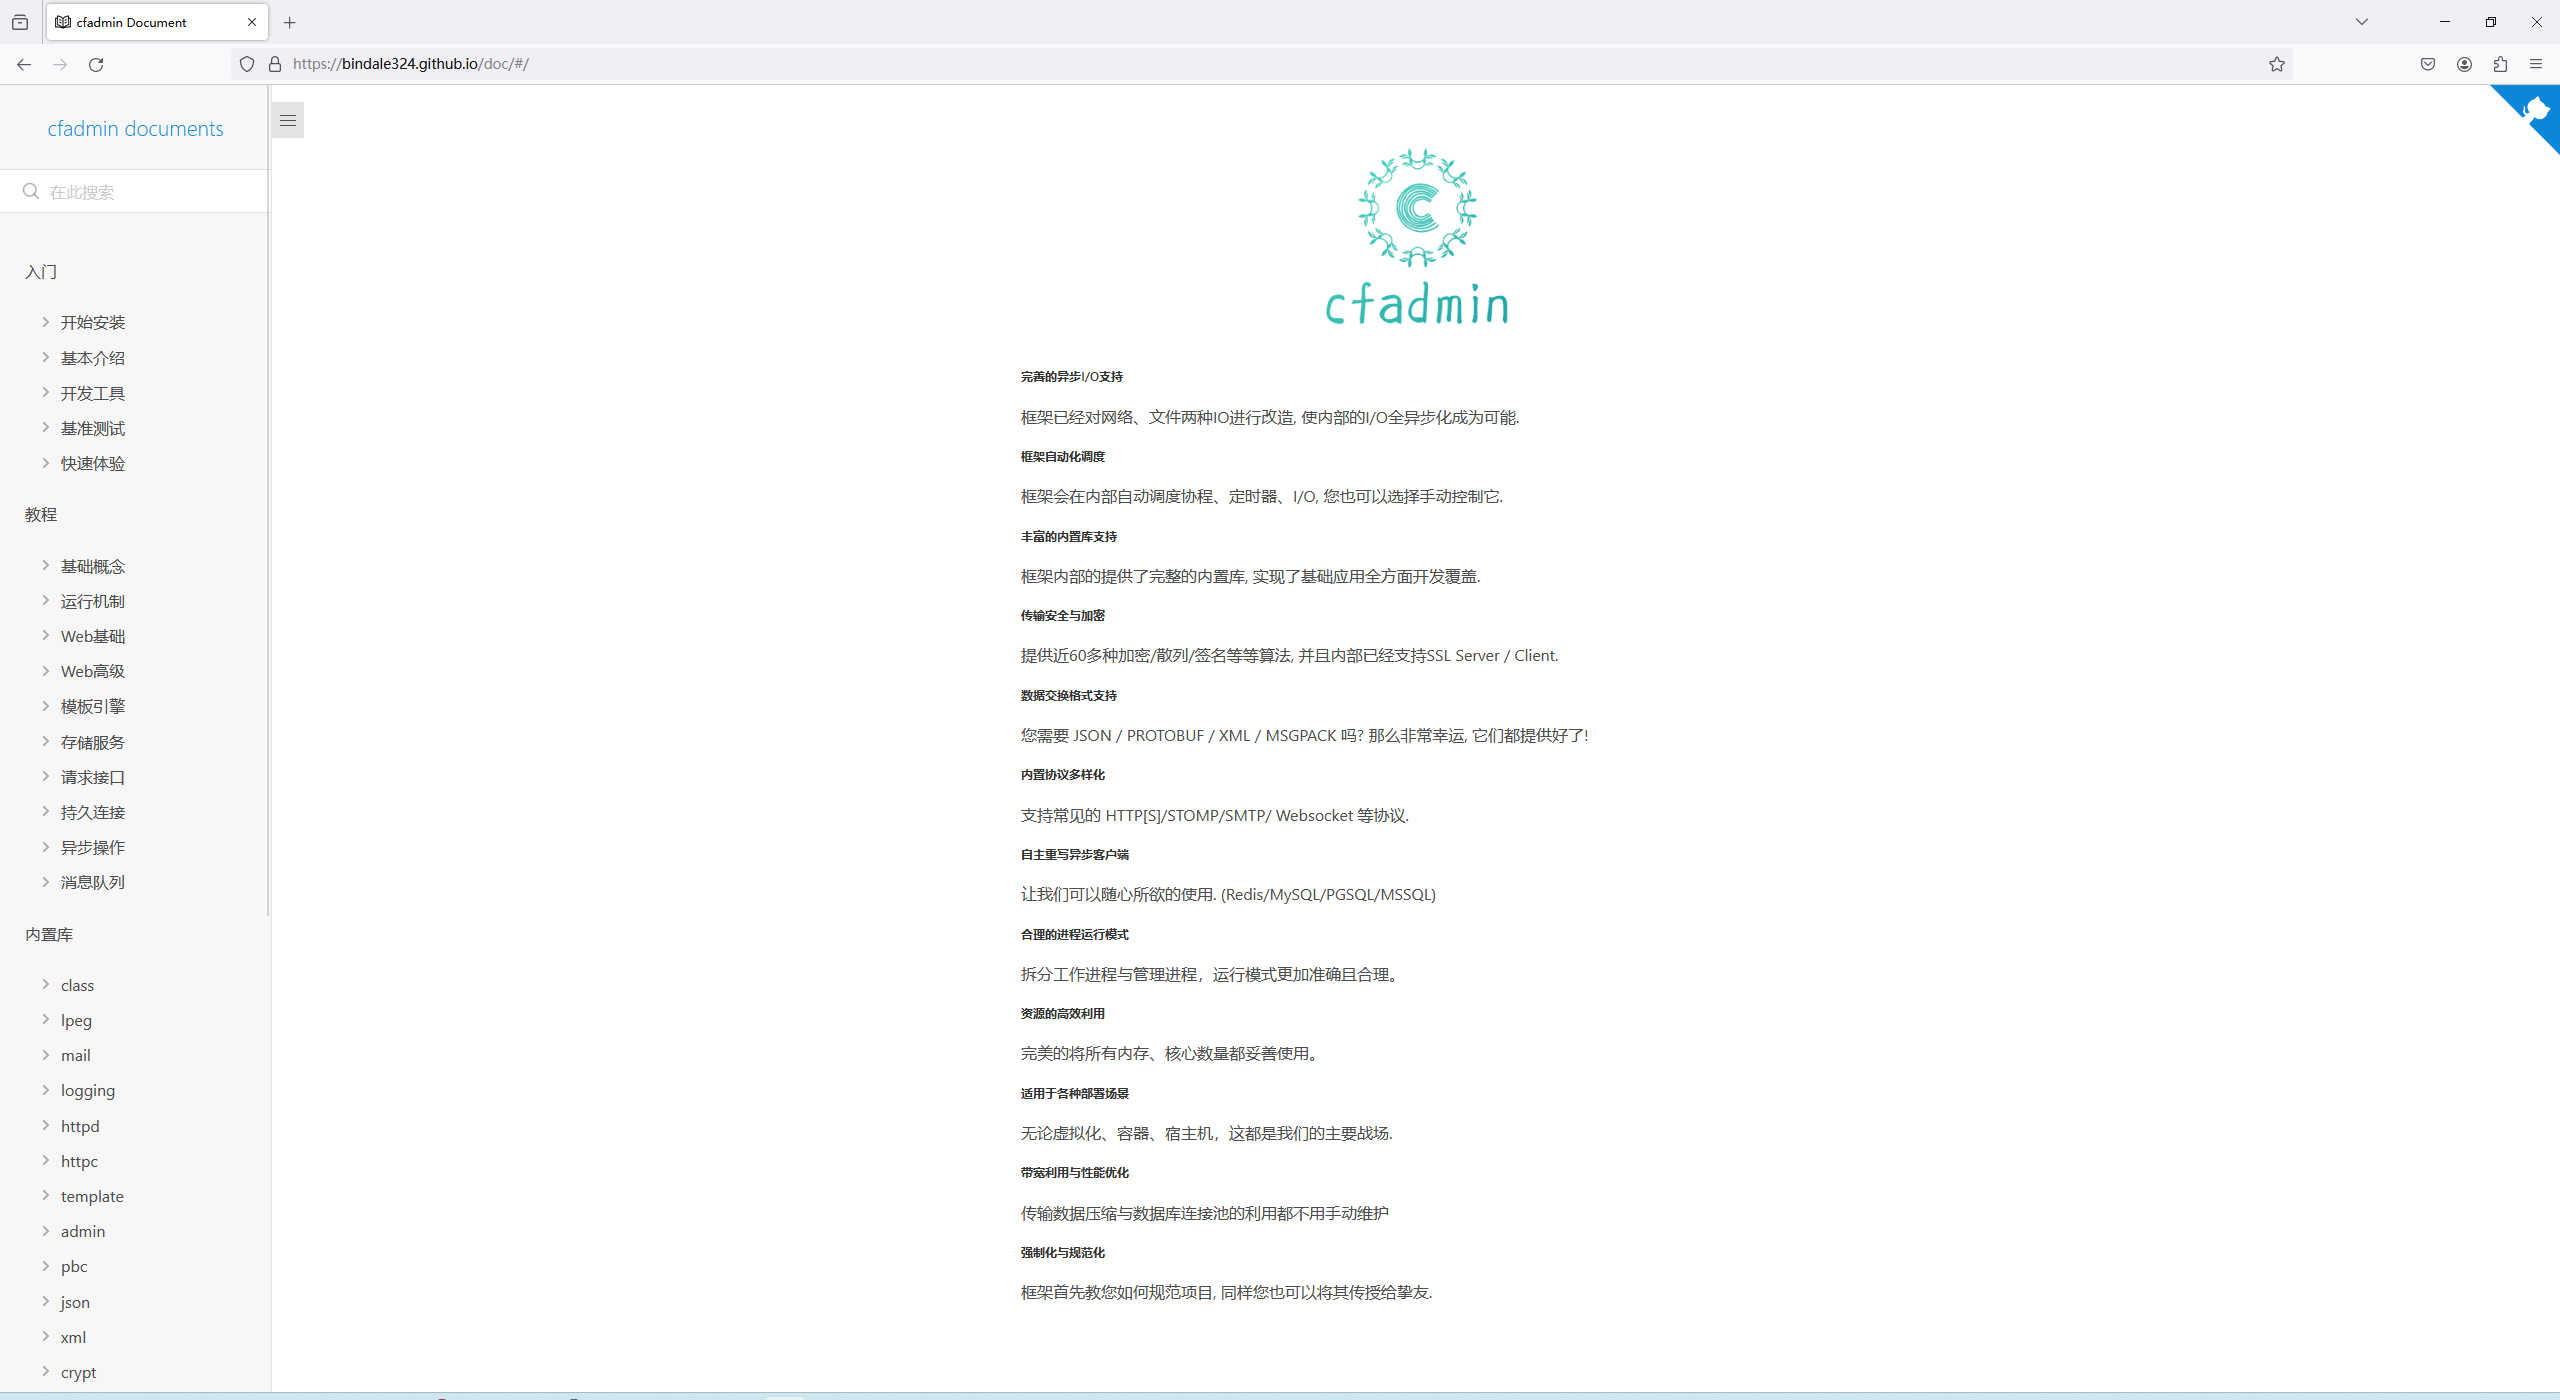 cfadmin Document
https://bindale324.github.io/doc/#/
cfadmin documents
在此搜索
入门
开始安装
基本介绍
开发工具
基准测试
快速体验
教程
基础概念
运行机制
Web基础
Web高级
模板引擎
存储服务
请求接口
持久连接
异步操作
消息队列
内置库
class
lpeg
mail
logging
httpd
httpc
template
admin
pbc
json
xml
crypt
cfadmin
完善的异步I/O支持
框架已经对网络、文件两种IO进行改造, 使内部的I/O全异步化成为可能.
框架自动化调度
框架会在内部自动调度协程、定时器、I/O, 您也可以选择手动控制它.
丰富的内置库支持
框架内部的提供了完整的内置库, 实现了基础应用全方面开发覆盖.
传输安全与加密
提供近60多种加密/散列/签名等等算法, 并且内部已经支持SSL Server / Client.
数据交换格式支持
您需要 JSON / PROTOBUF / XML / MSGPACK 吗? 那么非常幸运, 它们都提供好了!
内置协议多样化
支持常见的 HTTP[S]/STOMP/SMTP/ Websocket 等协议.
自主重写异步客户端
让我们可以随心所欲的使用. (Redis/MySQL/PGSQL/MSSQL)
合理的进程运行模式
拆分工作进程与管理进程，运行模式更加准确且合理。
资源的高效利用
完美的将所有内存、核心数量都妥善使用。
适用于各种部署场景
无论虚拟化、容器、宿主机，这都是我们的主要战场.
带宽利用与性能优化
传输数据压缩与数据库连接池的利用都不用手动维护
强制化与规范化
框架首先教您如何规范项目, 同样您也可以将其传授给挚友.